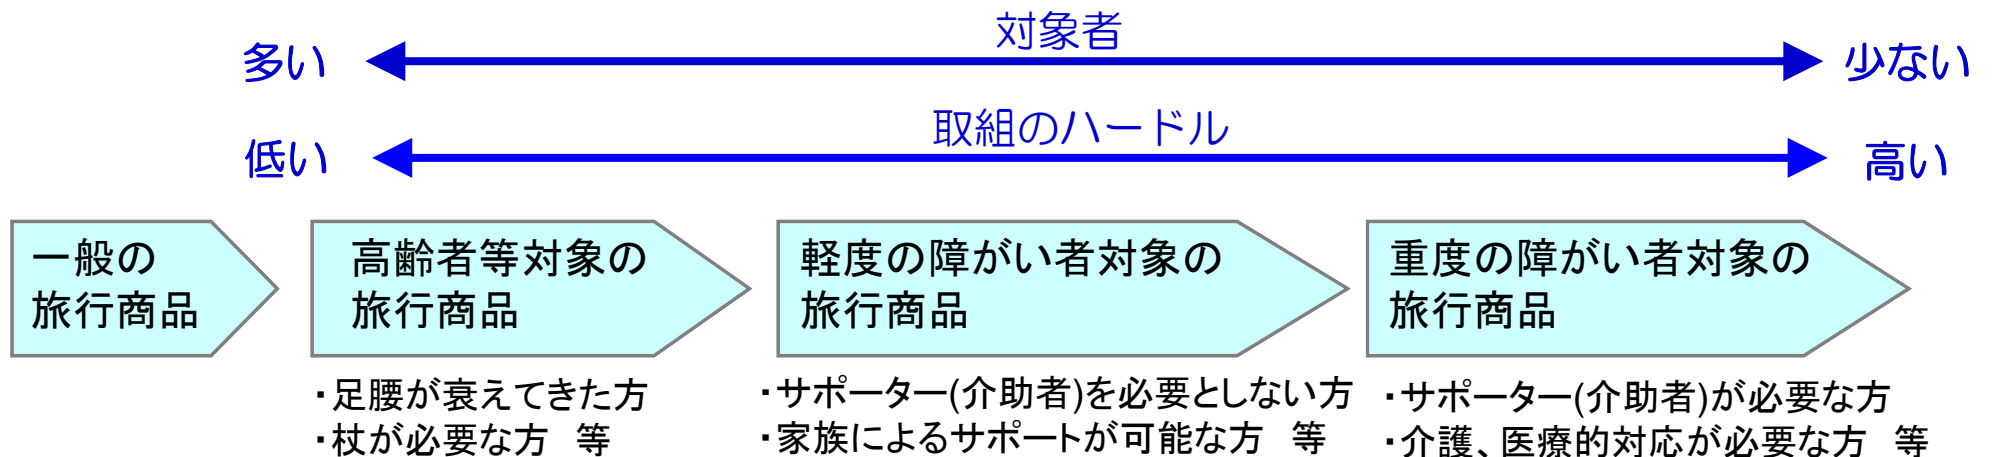 対象者
多い
少ない
取組のハードル
低い
高い
一般の
旅行商品
高齢者等対象の
旅行商品
軽度の障がい者対象の
旅行商品
重度の障がい者対象の
旅行商品
・足腰が衰えてきた方
・杖が必要な方　等
・サポーター(介助者)を必要としない方
・家族によるサポートが可能な方　等
・サポーター(介助者)が必要な方
・介護、医療的対応が必要な方　等